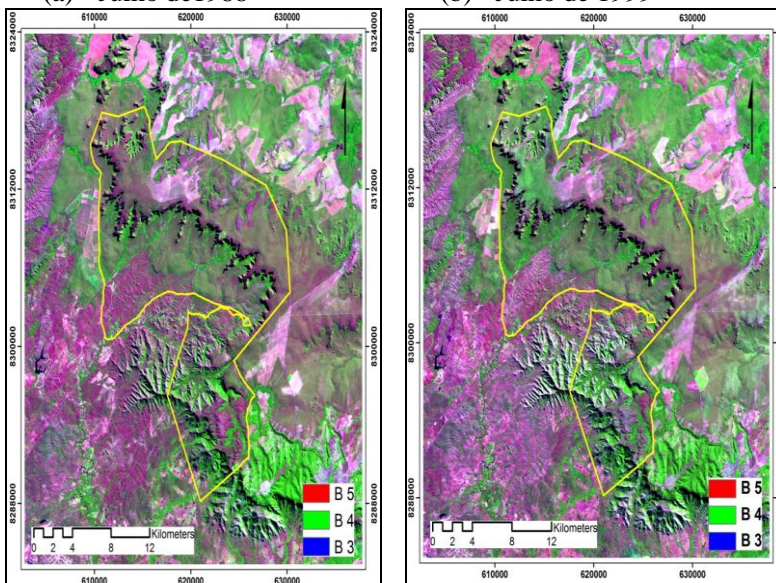 (a) - Julho de1988
(b) - Julho de 1999
610000 620000 630000
610000 620000 630000
8324000
8312000
8300000
8288000
8324000
8312000
8300000
8288000
N
N
B 5
B 4
B 3
B 5
B 4
B 3
Kilometers
0 2 4 8 12
Kilometers
0 2 4 8 12
610000 620000 630000
610000 620000 630000